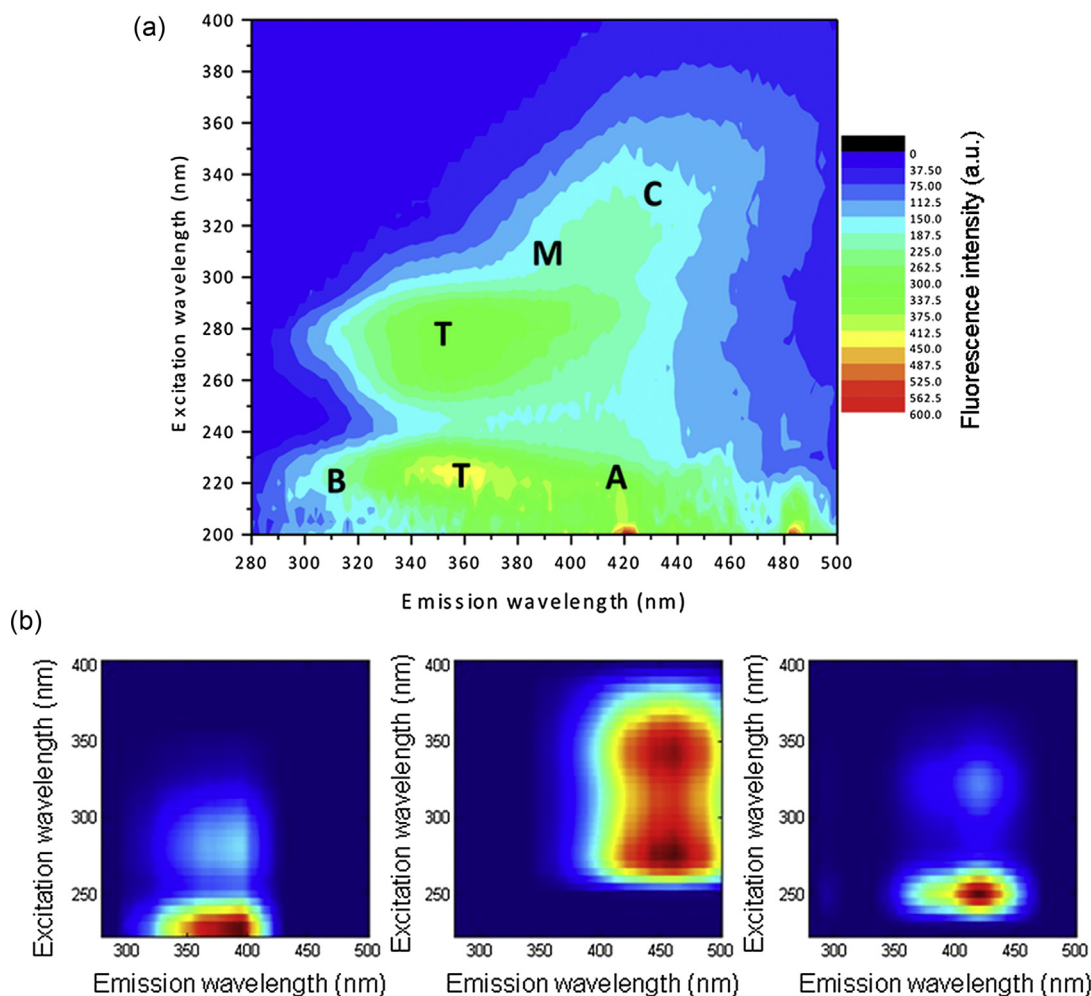 (a)
400
380
360
340
320
300
280
260
240
220
200
Excitation wavelength (nm)
C
M
T
B
T
A
280 300 320 340 360 380 400 420 440 460 480 500
Emission wavelength (nm)
0
37.50
75.00
112.5
150.0
187.5
225.0
262.5
300.0
337.5
375.0
412.5
450.0
487.5
525.0
562.5
600.0
Fluorescence intensity (a.u.)
(b)
400
350
300
250
Excitation wavelength (nm)
300 350 400 450 500
Emission wavelength (nm)
400
350
300
250
Excitation wavelength (nm)
300 350 400 450 500
Emission wavelength (nm)
400
350
300
250
Excitation wavelength (nm)
300 350 400 450 500
Emission wavelength (nm)